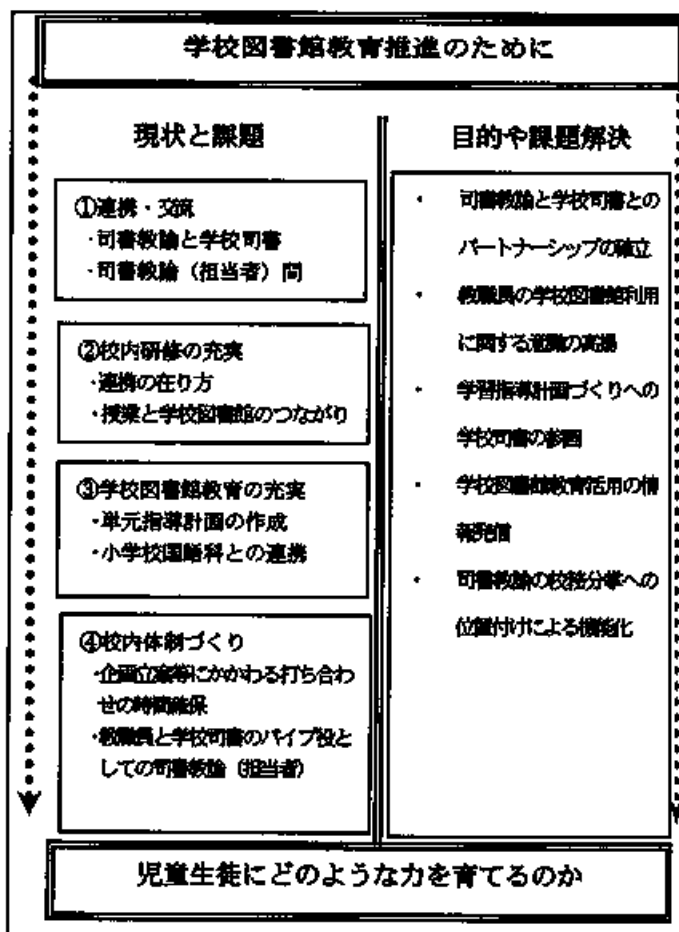 学校図書館教育推進のために
現状と課題
①連携・交流
・司書教諭と学校司書
・司書教諭（担当者）間
②校内研修の充実
・連携の在り方
・授業と学校図書館のつながり
③学校図書館教育の充実
・単元指導計画の作成
・小学校国語科との連携
④校内体制づくり
・企画立案等にかかわる打ち合わ
せの時間確保
・教職員と学校司書のパイプ役と
しての司書教諭（担当者）
目的や課題解決
・ 司書教諭と学校司書との
パートナーシップの確立
・ 教職員の学校図書館利用
に関する意識の高揚
・ 学習指導計画づくりへの
学校司書の参画
・ 学校図書館教育活用の情
報発信
・ 司書教諭の校務分掌への
位置付けによる機能化
児童生徒にどのような力を育てるのか